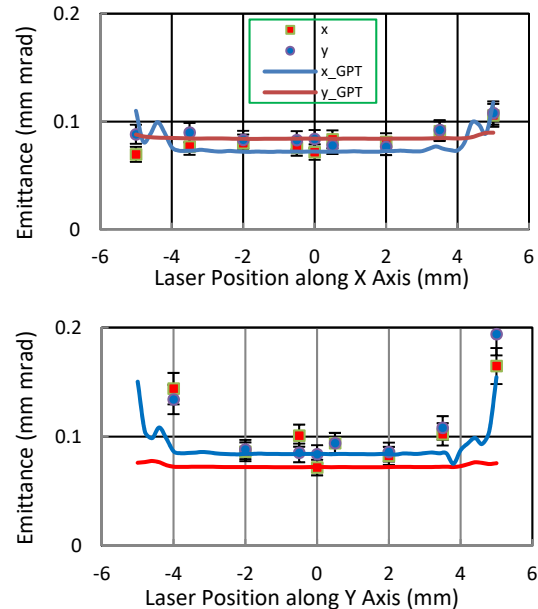 0.2
x
y
x_GPT
y_GPT
0.1
0
Emittance (mm mrad)
-6 -4 -2 0 2 4 6
Laser Position along X Axis (mm)
0.2
0.1
0
Emittance (mm mrad)
-6 -4 -2 0 2 4 6
Laser Position along Y Axis (mm)